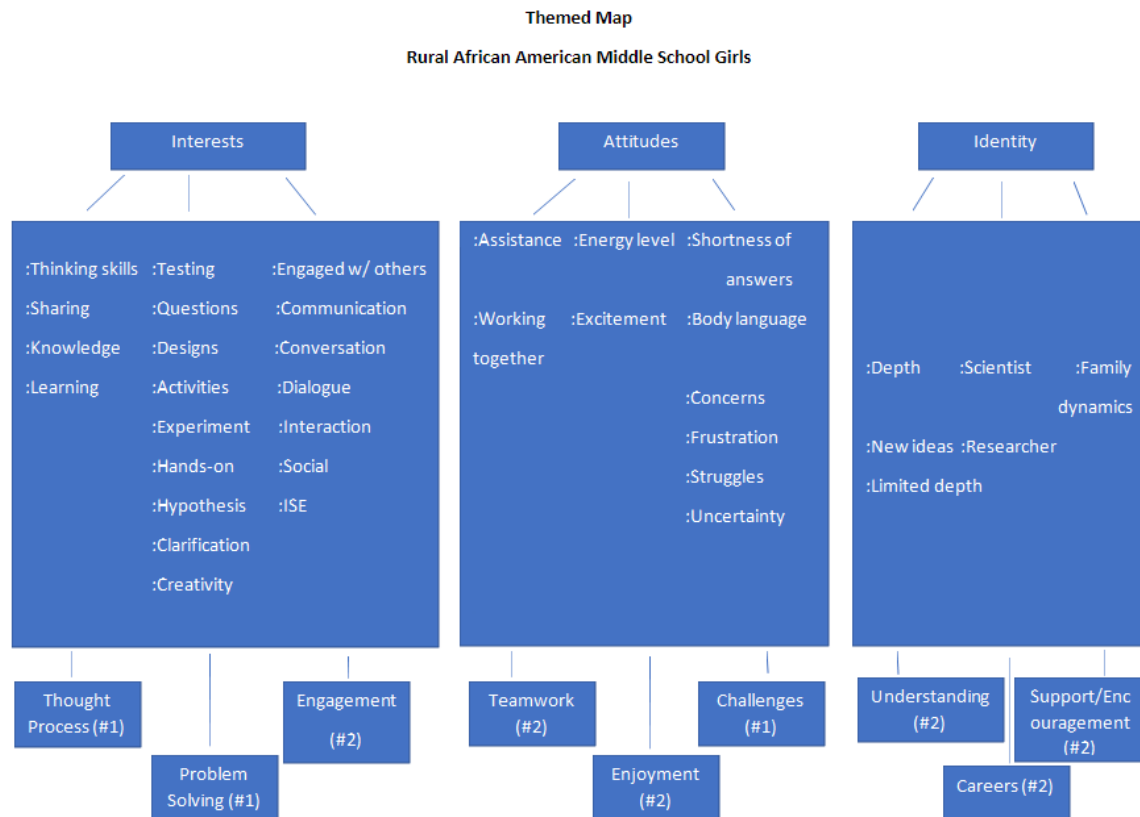 Themed Map
Rural African American Middle School Girls
Interests
Attitudes
Identity
:Thinking skills
:Sharing
:Knowledge
:Learning
:Testing
:Questions
:Designs
:Activities
:Experiment
:Hands-on
:Hypothesis
:Clarification
:Creativity
:Engaged w/ others
:Communication
:Conversation
:Dialogue
:Interaction
:Social
:ISE
:Assistance
:Working
together
:Energy level
:Excitement
:Shortness of
answers
:Body language
:Concerns
:Frustration
:Struggles
:Uncertainty
:Depth
:New ideas
:Limited depth
:Scientist
:Researcher
:Family
dynamics
Thought
Process (#1)
Problem
Solving (#1)
Engagement
(#2)
Teamwork
(#2)
Enjoyment
(#2)
Challenges
(#1)
Understanding
(#2)
Careers (#2)
Support/Enc
ouragement
(#2)